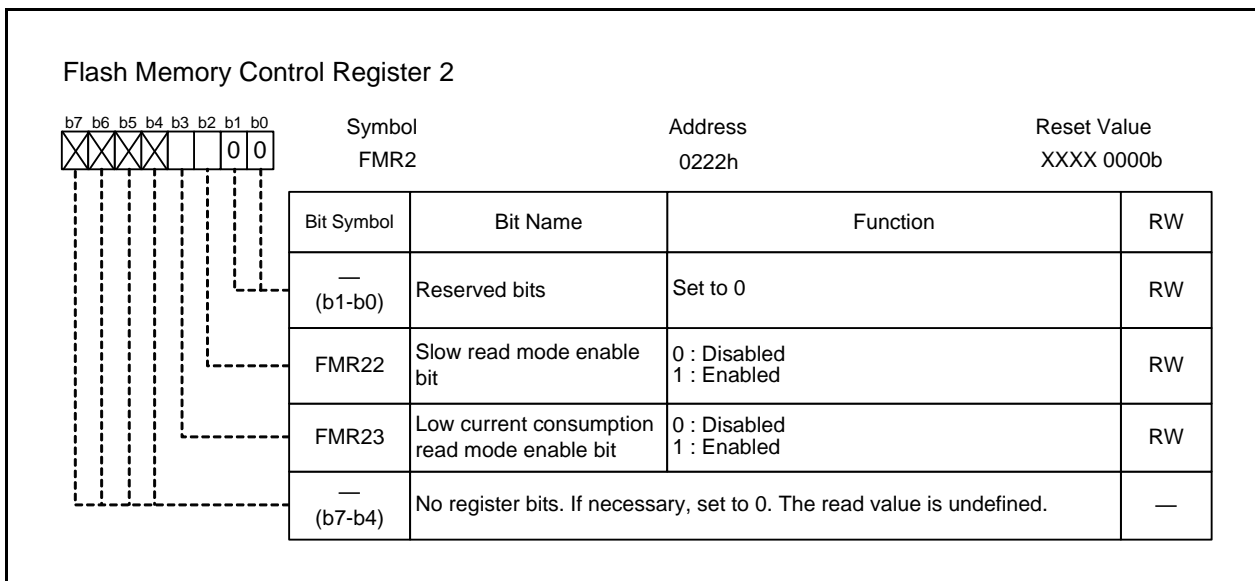 Flash Memory Control Register 2
b7 b6 b5 b4 b3 b2 b1 b0
0 0
Symbol Address Reset Value
FMR2 0222h XXXX 0000b
Bit Symbol Bit Name Function RW
—
(b1-b0) Reserved bits Set to 0 RW
FMR22 Slow read mode enable
bit 0 : Disabled
1 : Enabled RW
FMR23 Low current consumption
read mode enable bit 0 : Disabled
1 : Enabled RW
—
(b7-b4) No register bits. If necessary, set to 0. The read value is undefined. —